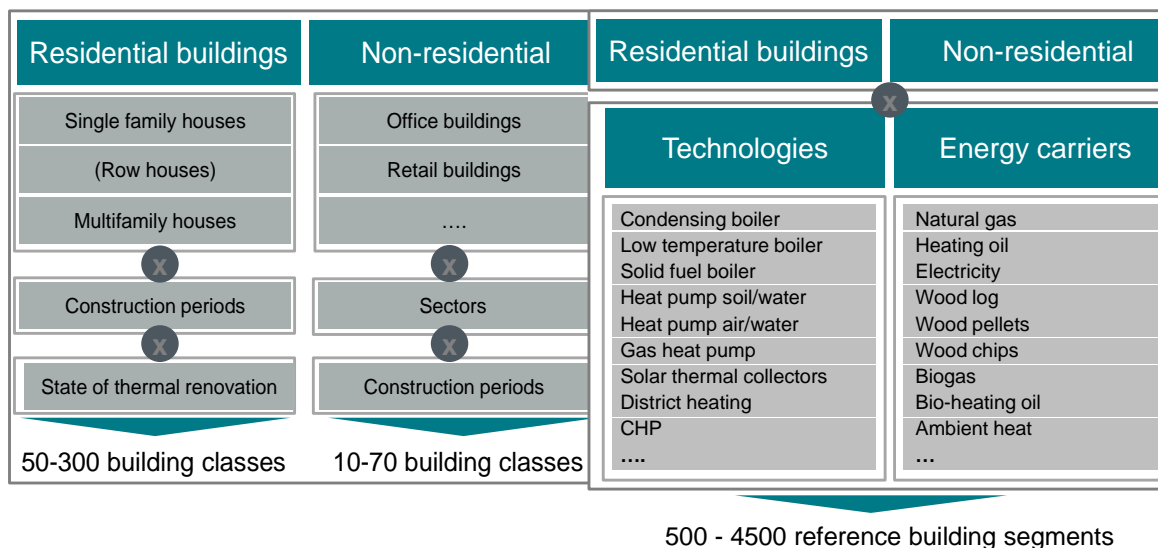 Residential buildings
Non-residential
Single family houses
(Row houses)
Multifamily houses
x
Construction periods
x
State of thermal renovation
50-300 building classes
Office buildings
Retail buildings
....
x
Sectors
x
Construction periods
10-70 building classes
Residential buildings
Non-residential
x
Technologies
Energy carriers
Condensing boiler
Low temperature boiler
Solid fuel boiler
Heat pump soil/water
Heat pump air/water
Gas heat pump
Solar thermal collectors
District heating
CHP
....
Natural gas
Heating oil
Electricity
Wood log
Wood pellets
Wood chips
Biogas
Bio-heating oil
Ambient heat
...
500 - 4500 reference building segments